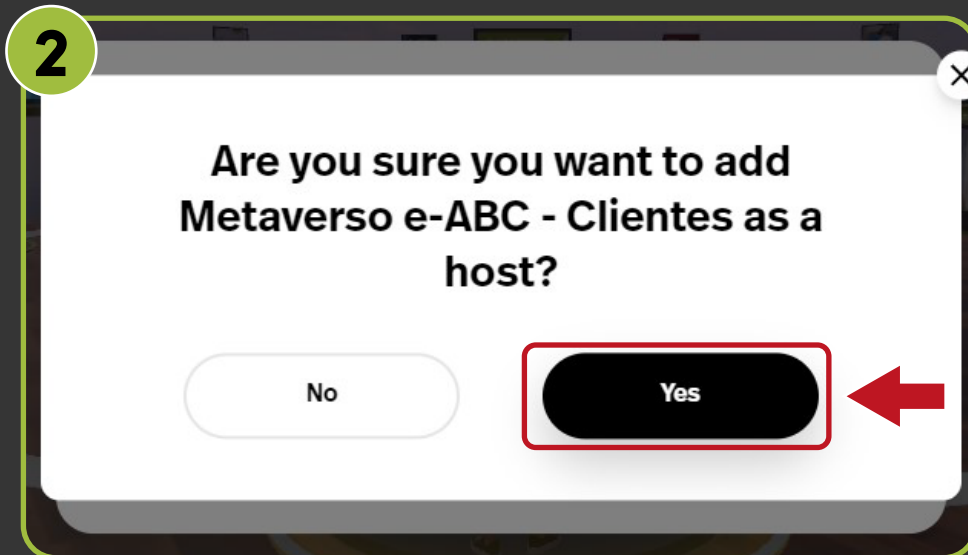 2
Are you sure you want to add
Metaverso e-ABC - Clientes as a
host?
No
Yes